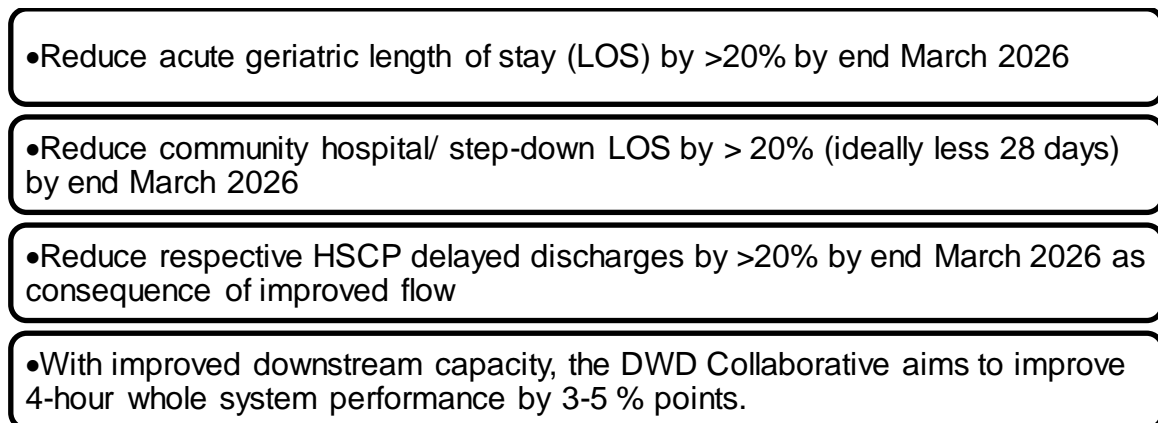 •Reduce acute geriatric length of stay (LOS) by >20% by end March 2026
•Reduce community hospital/ step-down LOS by > 20% (ideally less 28 days)
by end March 2026
•Reduce respective HSCP delayed discharges by >20% by end March 2026 as
consequence of improved flow
•With improved downstream capacity, the DWD Collaborative aims to improve
4-hour whole system performance by 3-5 % points.